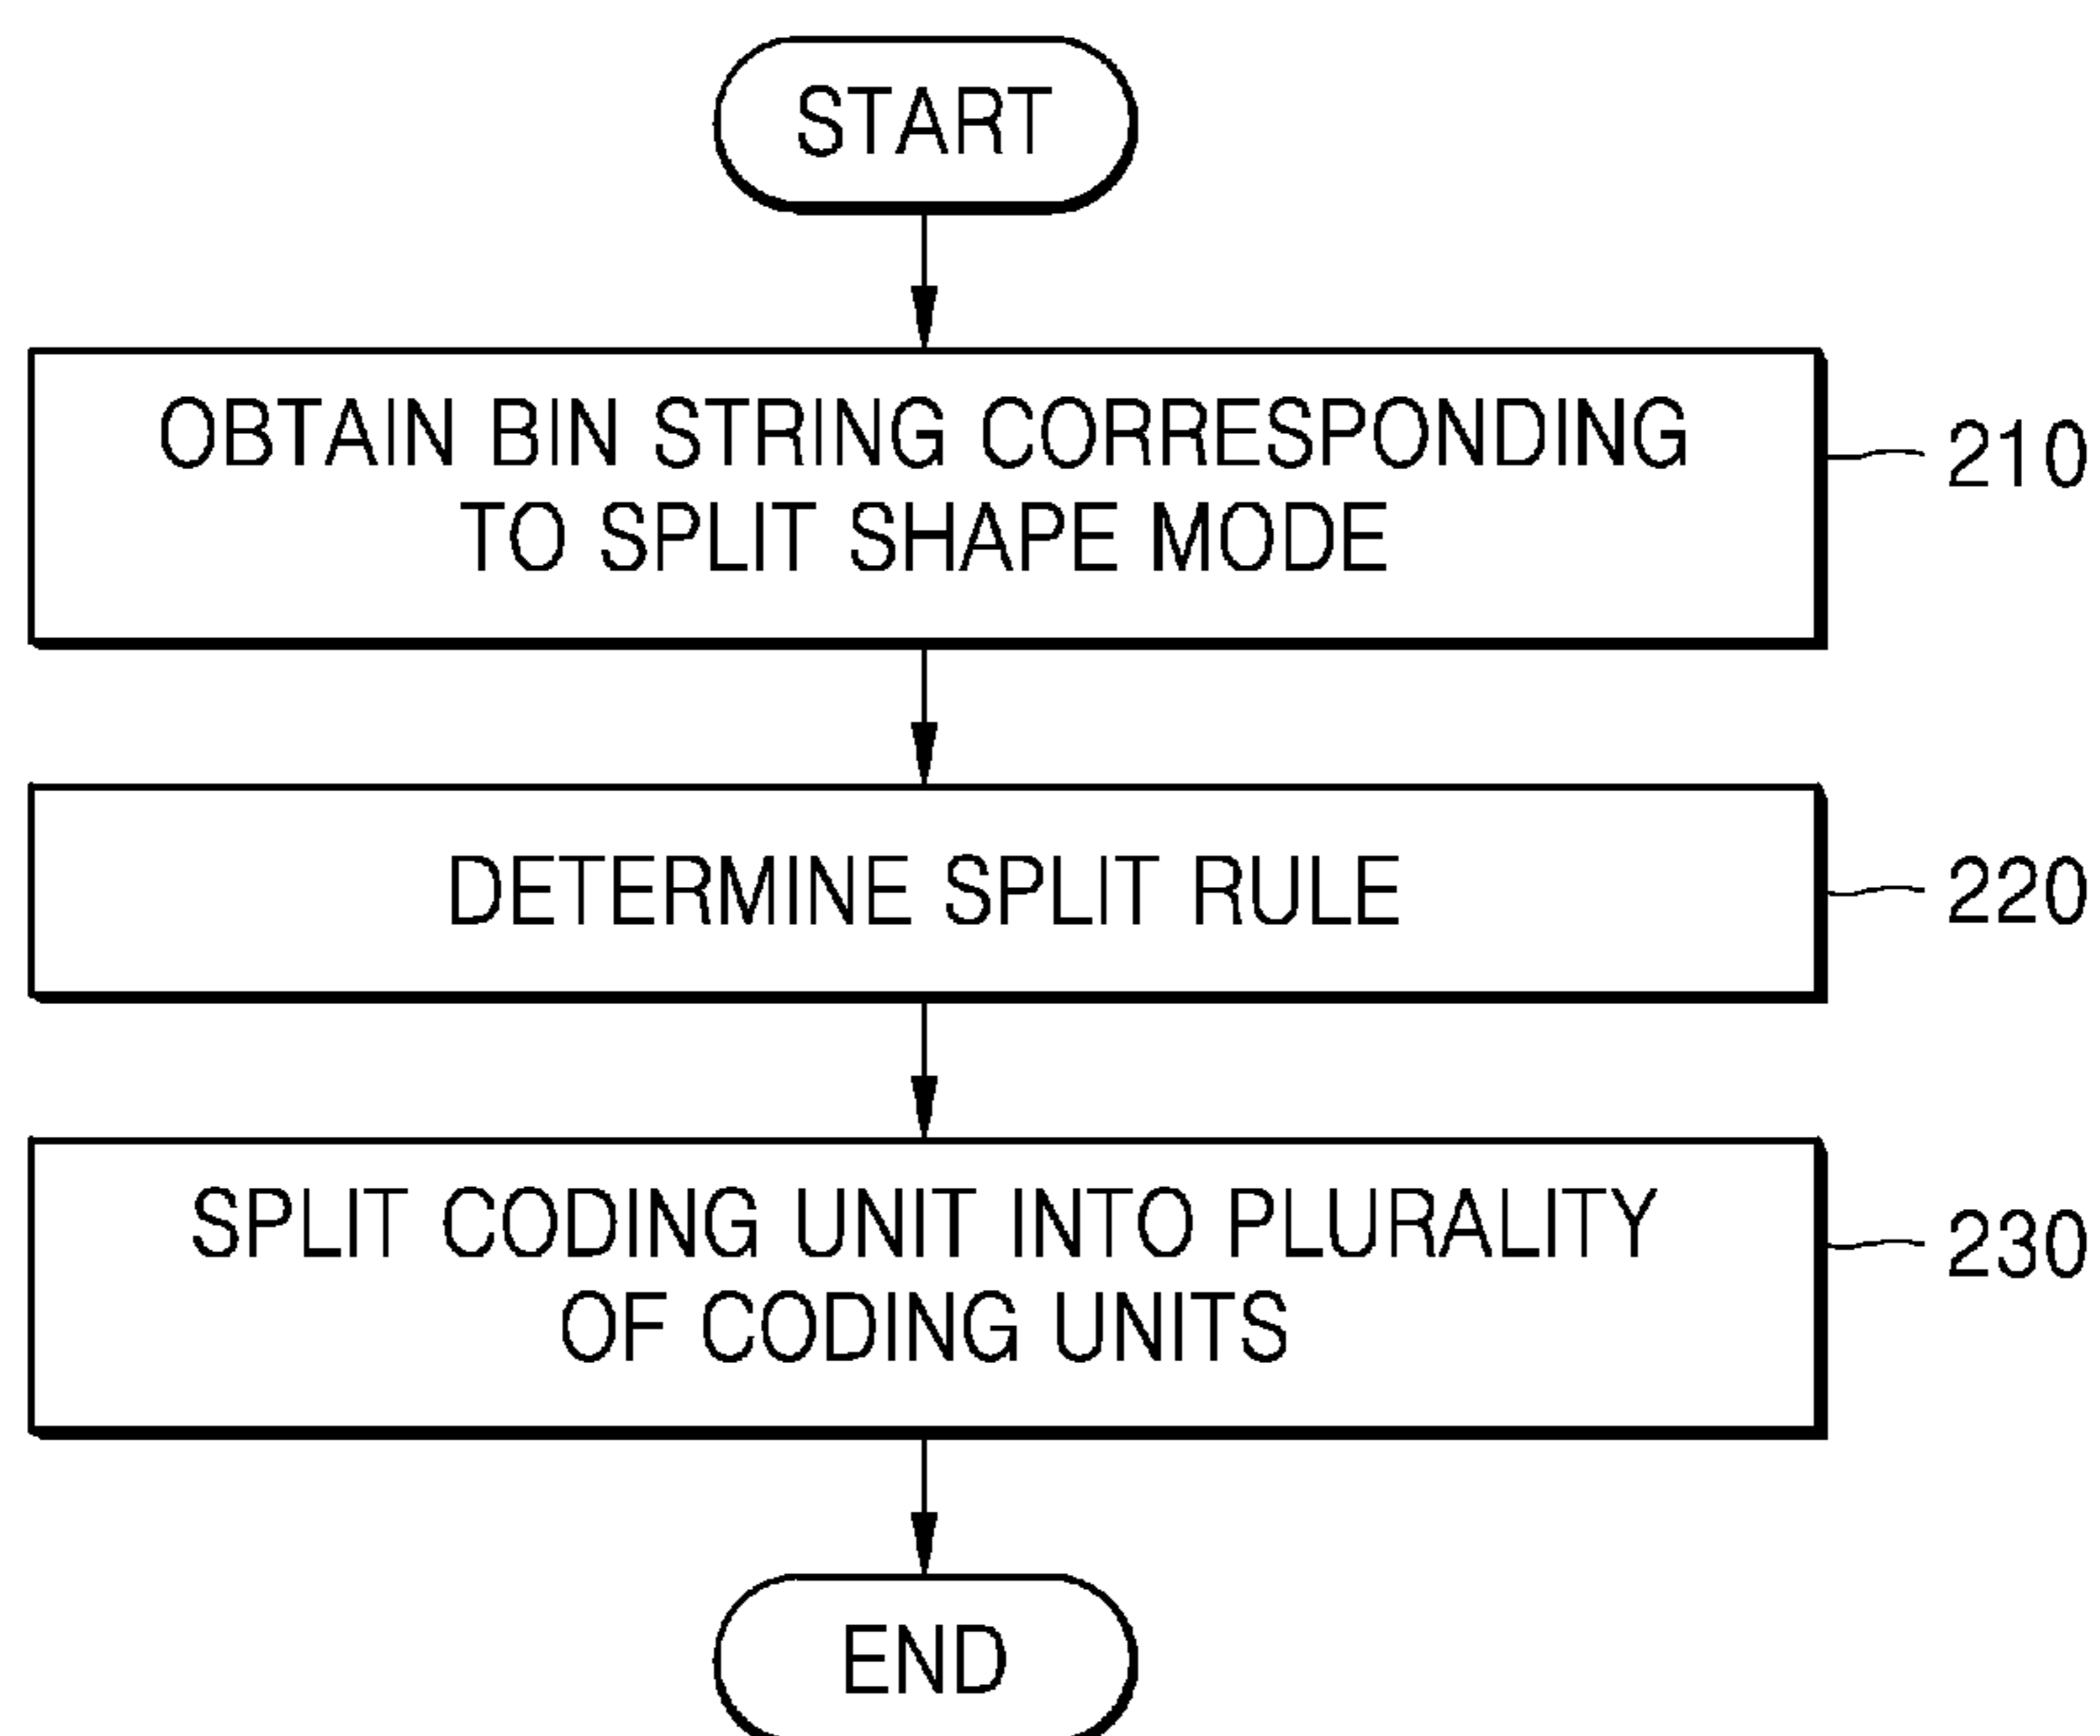 START
OBTAIN BIN STRING CORRESPONDING
TO SPLIT SHAPE MODE
210
DETERMINE SPLIT RULE
220
SPLIT CODING UNIT INTO PLURALITY
OF CODING UNITS
230
END